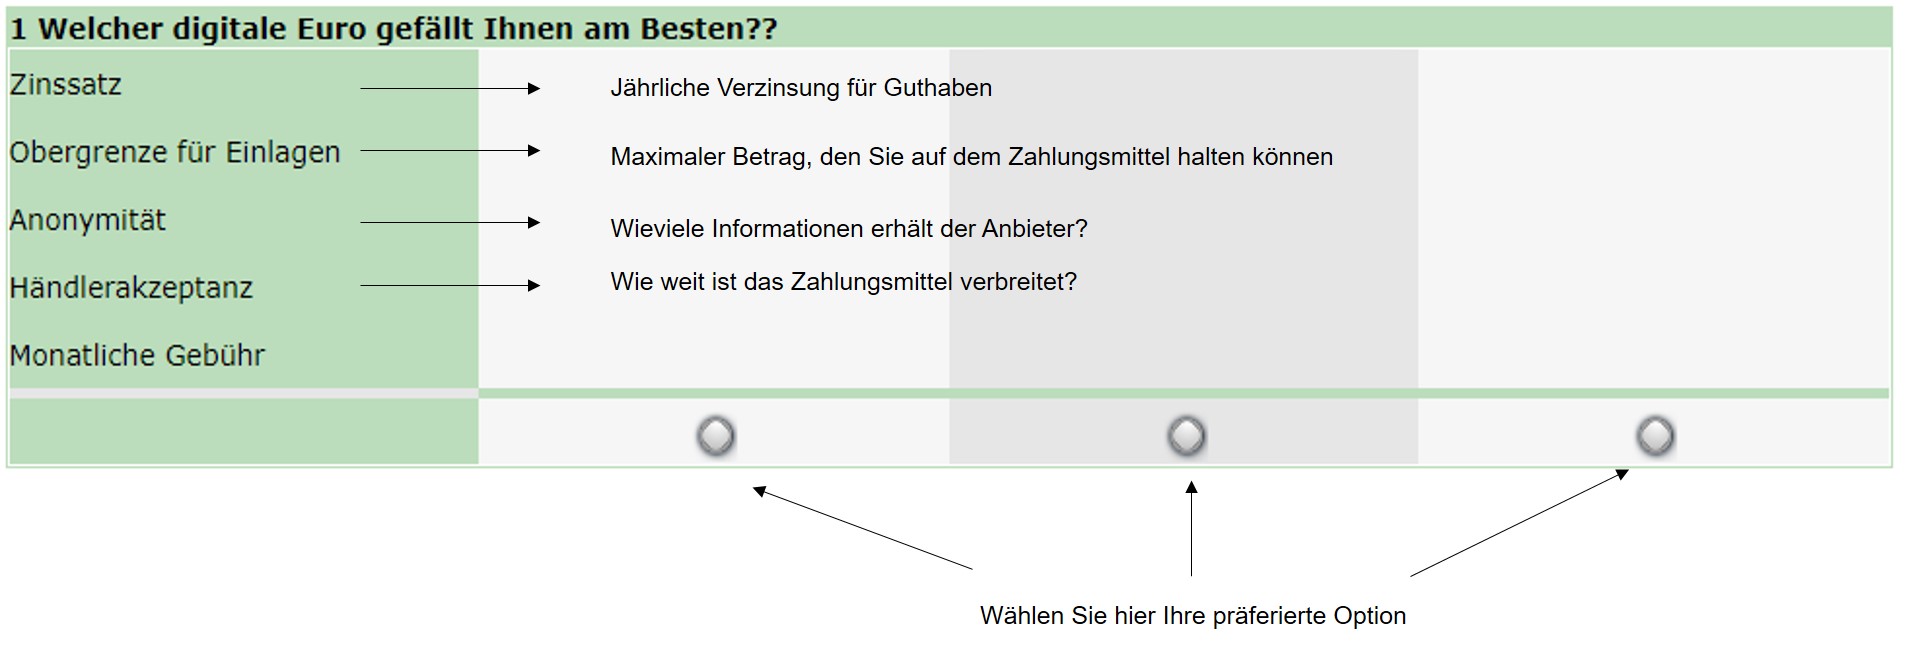 1 Welcher digitale Euro gefällt Ihnen am Besten??
Zinssatz
Jährliche Verzinsung für Guthaben
Obergrenze für Einlagen
Maximaler Betrag, den Sie auf dem Zahlungsmittel halten können
Anonymität
Wieviele Informationen erhält der Anbieter?
Händlerakzeptanz
Wie weit ist das Zahlungsmittel verbreitet?
Monatliche Gebühr
Wählen Sie hier Ihre präferierte Option